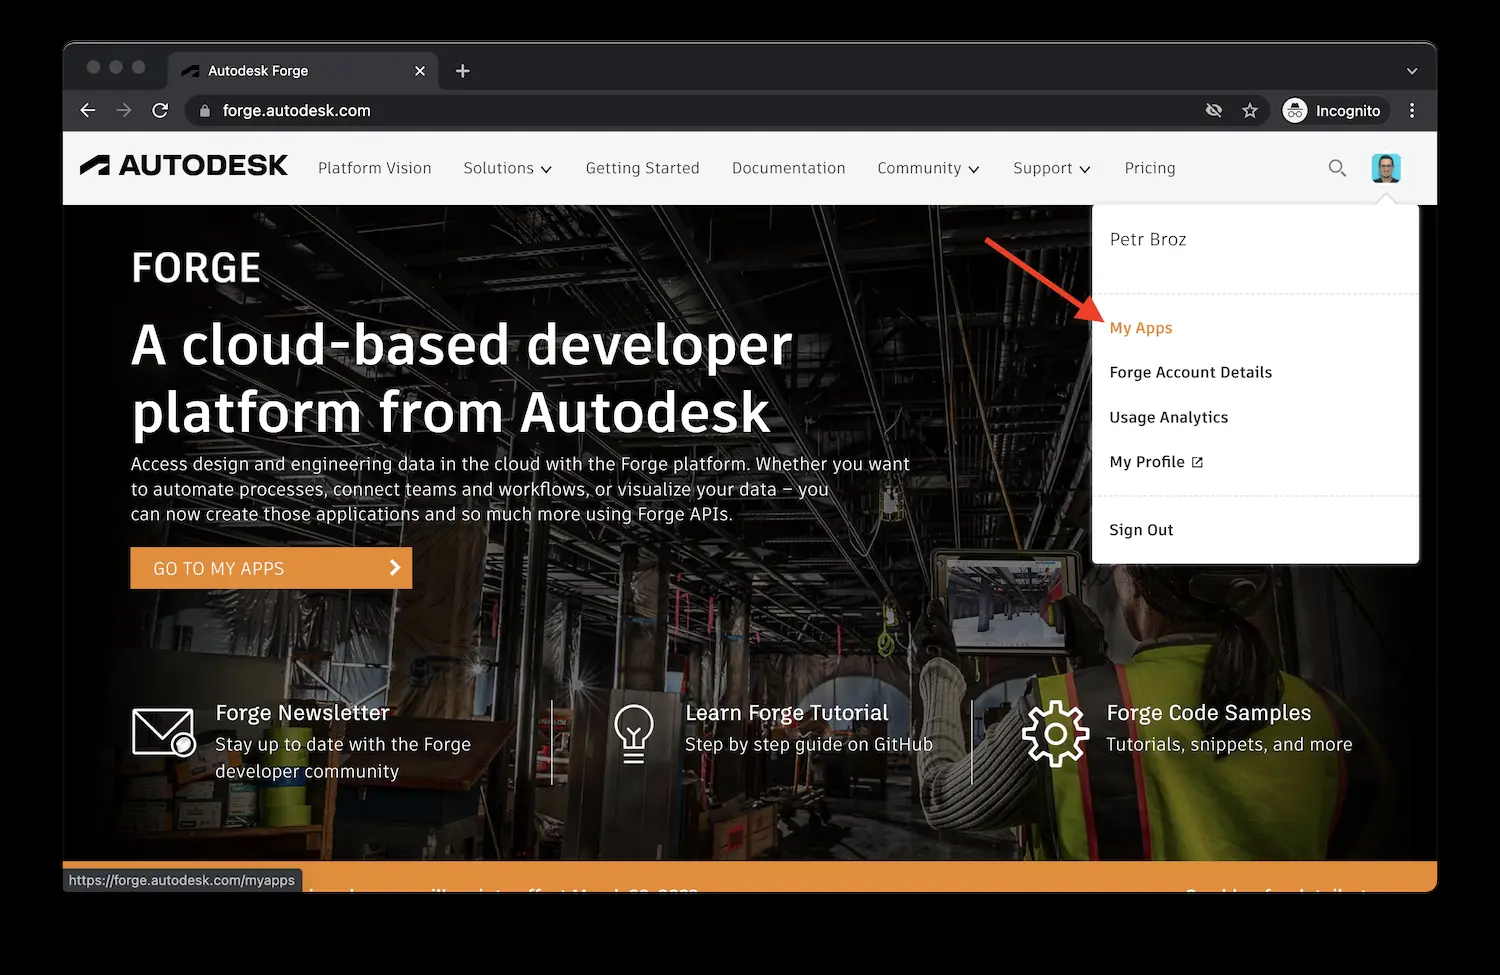 Autodesk Forge
forge.autodesk.com
Incognito
AUTODESK
Platform Vision
Solutions
Getting Started
Documentation
Community
Support
Pricing
Petr Broz
My Apps
Forge Account Details
Usage Analytics
My Profile
Sign Out
FORGE
A cloud-based developer
platform from Autodesk
Access design and engineering data in the cloud with the Forge platform. Whether you want
to automate processes, connect teams and workflows, or visualize your data – you
can now create those applications and so much more using Forge APIs.
GO TO MY APPS
Forge Newsletter
Stay up to date with the Forge
developer community
Learn Forge Tutorial
Step by step guide on GitHub
Forge Code Samples
Tutorials, snippets, and more
https://forge.autodesk.com/myapps